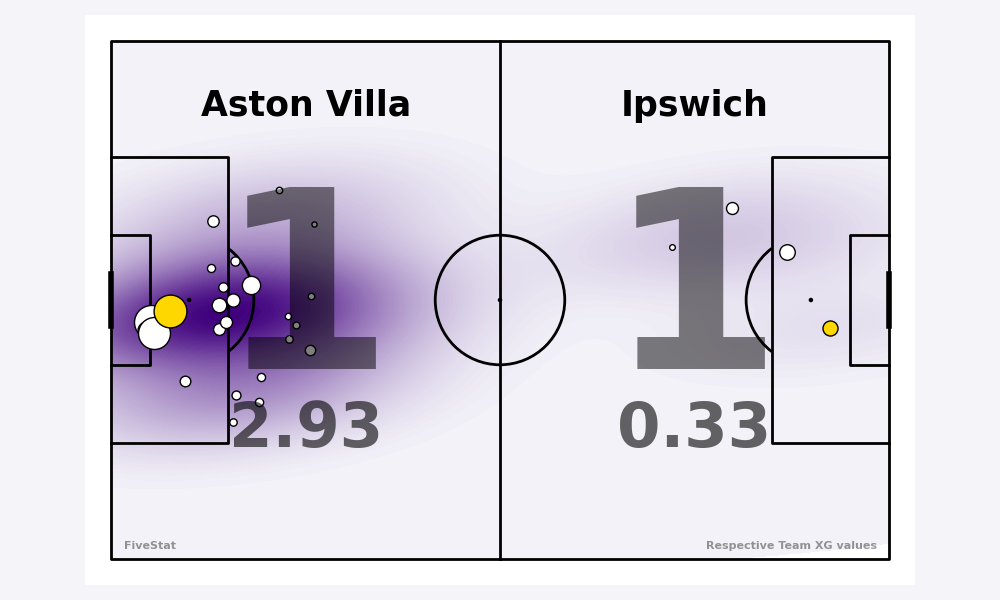 Aston Villa
Ipswich
1
1
2.93
0.33
FiveStat
Respective Team XG values